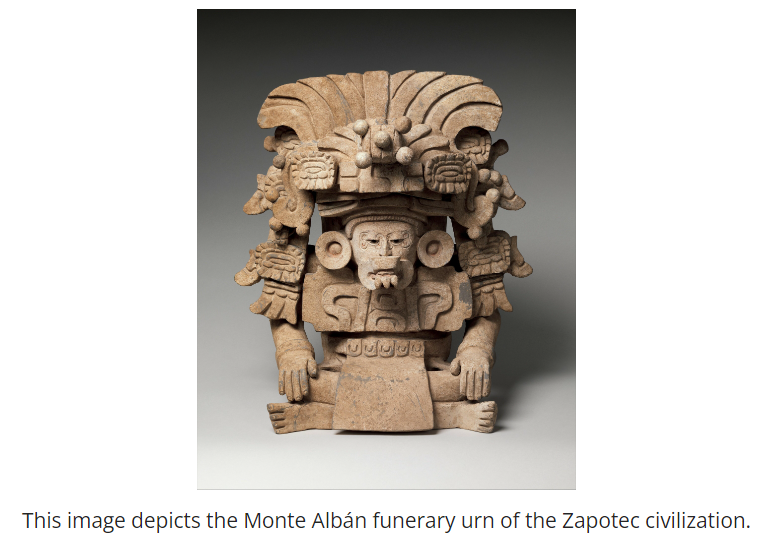 This image depicts the Monte Albán funerary urn of the Zapotec civilization.